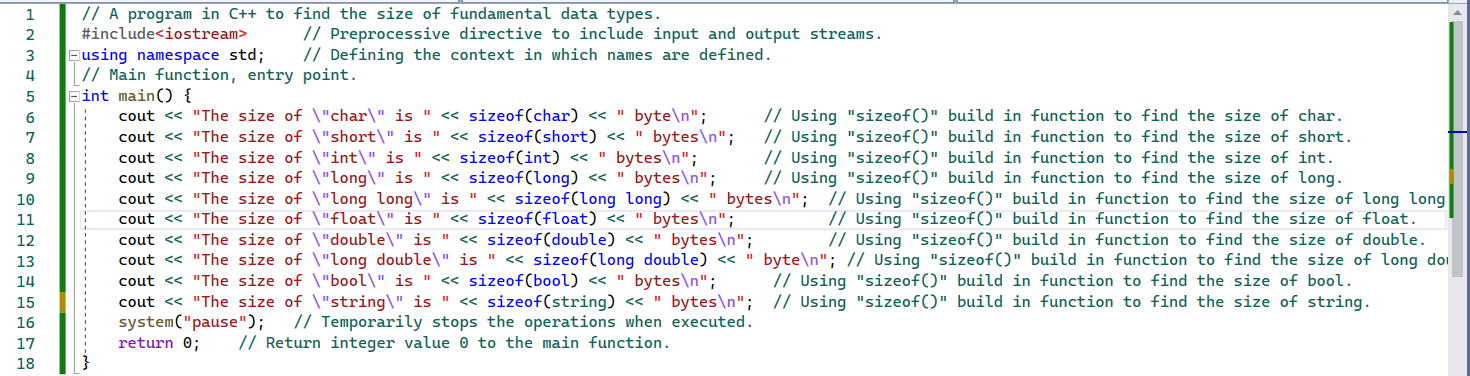 1 // A program in C++ to find the size of fundamental data types.
2 #include<iostream> // Preprocessive directive to include input and output streams.
3 using namespace std; // Defining the context in which names are defined.
4 // Main function, entry point.
5 int main() {
6 cout << "The size of \"char\" is " << sizeof(char) << " byte\n"; // Using "sizeof()" build in function to find the size of char.
7 cout << "The size of \"short\" is " << sizeof(short) << " bytes\n"; // Using "sizeof()" build in function to find the size of short.
8 cout << "The size of \"int\" is " << sizeof(int) << " bytes\n"; // Using "sizeof()" build in function to find the size of int.
9 cout << "The size of \"long\" is " << sizeof(long) << " bytes\n"; // Using "sizeof()" build in function to find the size of long.
10 cout << "The size of \"long long\" is " << sizeof(long long) << " bytes\n"; // Using "sizeof()" build in function to find the size of long long
11 cout << "The size of \"float\" is " << sizeof(float) << " bytes\n"; // Using "sizeof()" build in function to find the size of float.
12 cout << "The size of \"double\" is " << sizeof(double) << " bytes\n"; // Using "sizeof()" build in function to find the size of double.
13 cout << "The size of \"long double\" is " << sizeof(long double) << " byte\n"; // Using "sizeof()" build in function to find the size of long
14 cout << "The size of \"bool\" is " << sizeof(bool) << " bytes\n"; // Using "sizeof()" build in function to find the size of bool.
15 cout << "The size of \"string\" is " << sizeof(string) << " bytes\n"; // Using "sizeof()" build in function to find the size of string.
16 system("pause"); // Temporarily stops the operations when executed.
17 return 0; // Return integer value 0 to the main function.
18 }